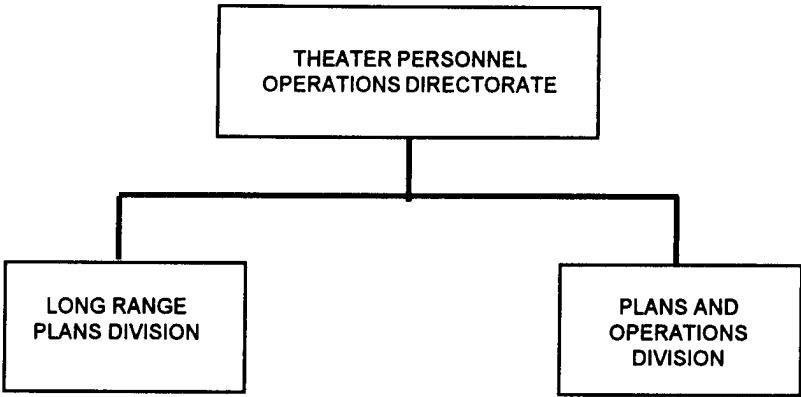 THEATER PERSONNEL
OPERATIONS DIRECTORATE
LONG RANGE
PLANS DIVISION
PLANS AND
OPERATIONS
DIVISION